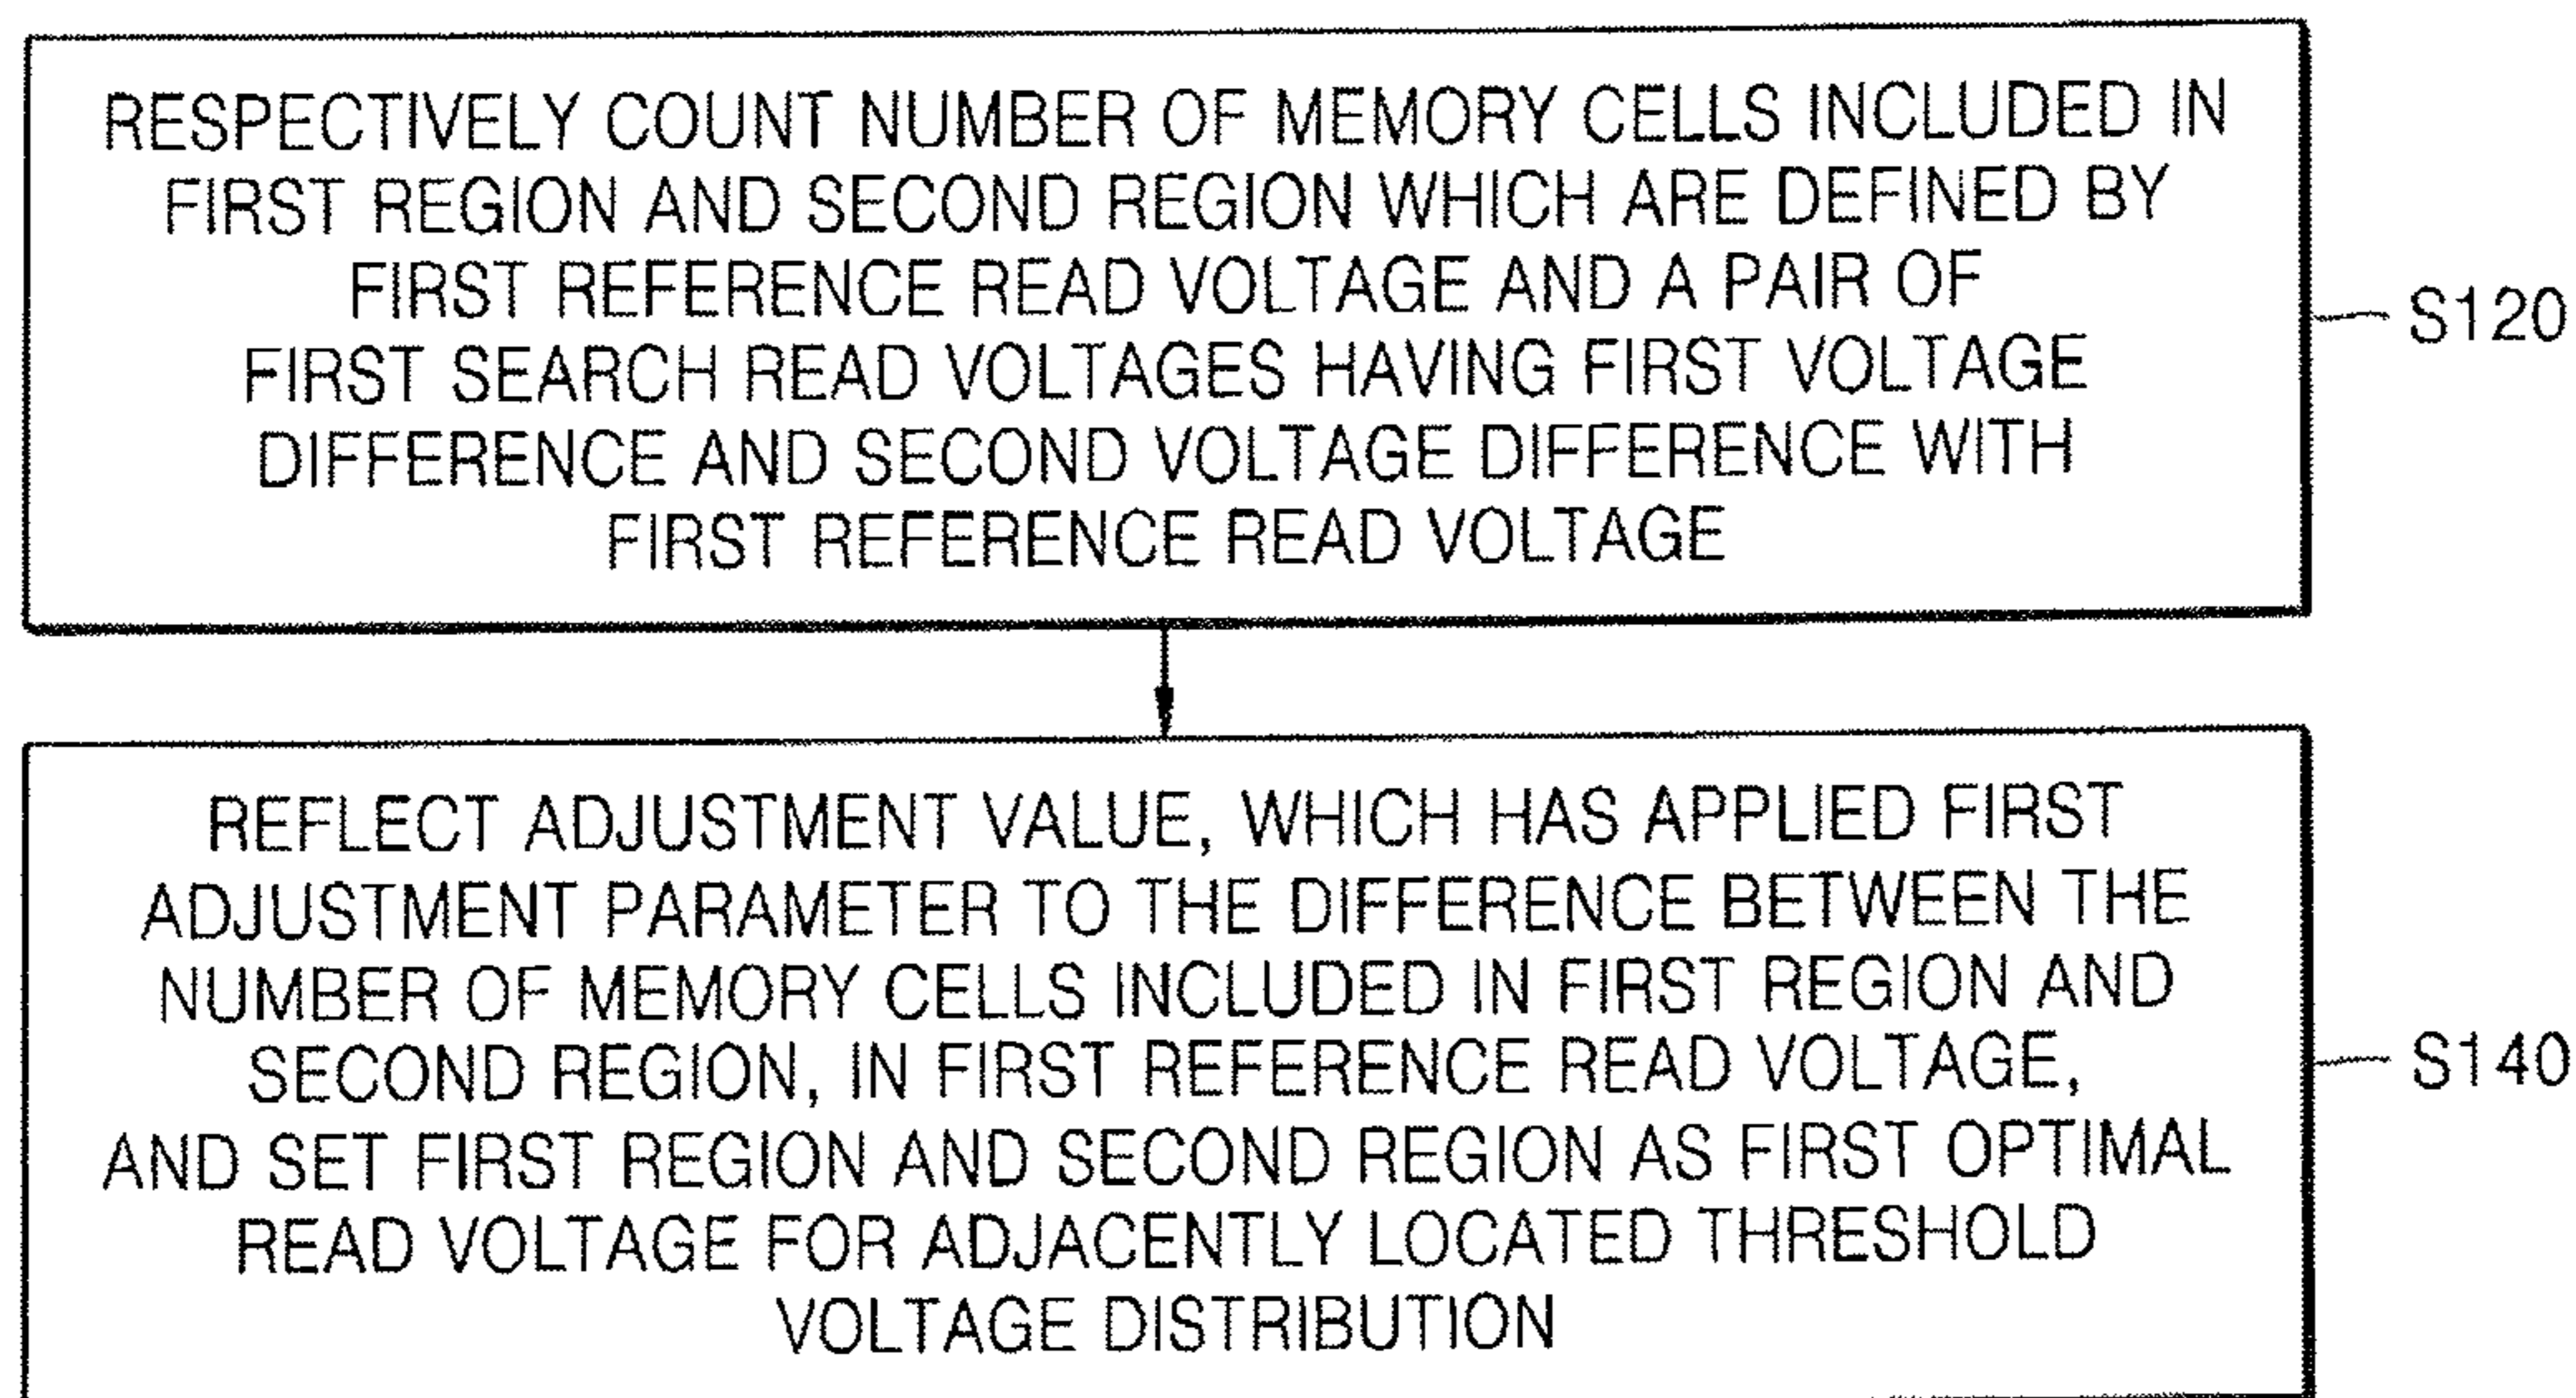 RESPECTIVELY COUNT NUMBER OF MEMORY CELLS INCLUDED IN
FIRST REGION AND SECOND REGION WHICH ARE DEFINED BY
FIRST REFERENCE READ VOLTAGE AND A PAIR OF
FIRST SEARCH READ VOLTAGES HAVING FIRST VOLTAGE
DIFFERENCE AND SECOND VOLTAGE DIFFERENCE WITH
FIRST REFERENCE READ VOLTAGE
S120
REFLECT ADJUSTMENT VALUE, WHICH HAS APPLIED FIRST
ADJUSTMENT PARAMETER TO THE DIFFERENCE BETWEEN THE
NUMBER OF MEMORY CELLS INCLUDED IN FIRST REGION AND
SECOND REGION, IN FIRST REFERENCE READ VOLTAGE,
AND SET FIRST REGION AND SECOND REGION AS FIRST OPTIMAL
READ VOLTAGE FOR ADJACENTLY LOCATED THRESHOLD
VOLTAGE DISTRIBUTION
S140